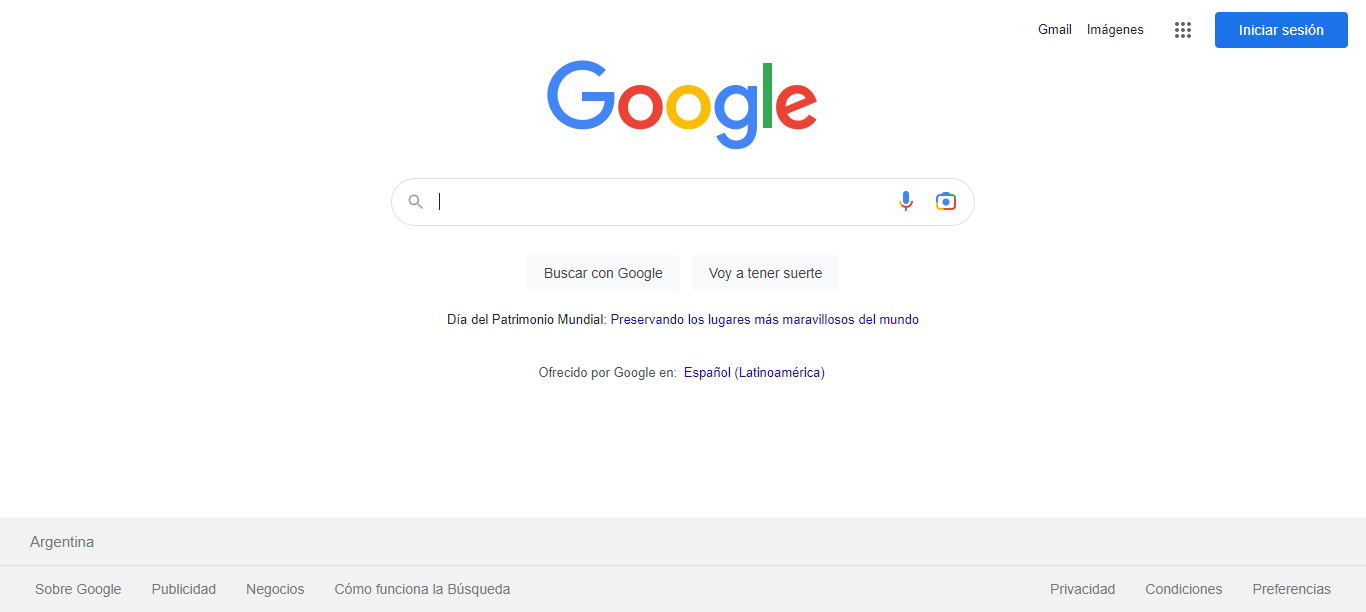 Gmail Imágenes Iniciar sesión
Google
Buscar con Google Voy a tener suerte
Día del Patrimonio Mundial: Preservando los lugares más maravillosos del mundo
Ofrecido por Google en: Español (Latinoamérica)
Argentina
Sobre Google Publicidad Negocios Cómo funciona la Búsqueda Privacidad Condiciones Preferencias